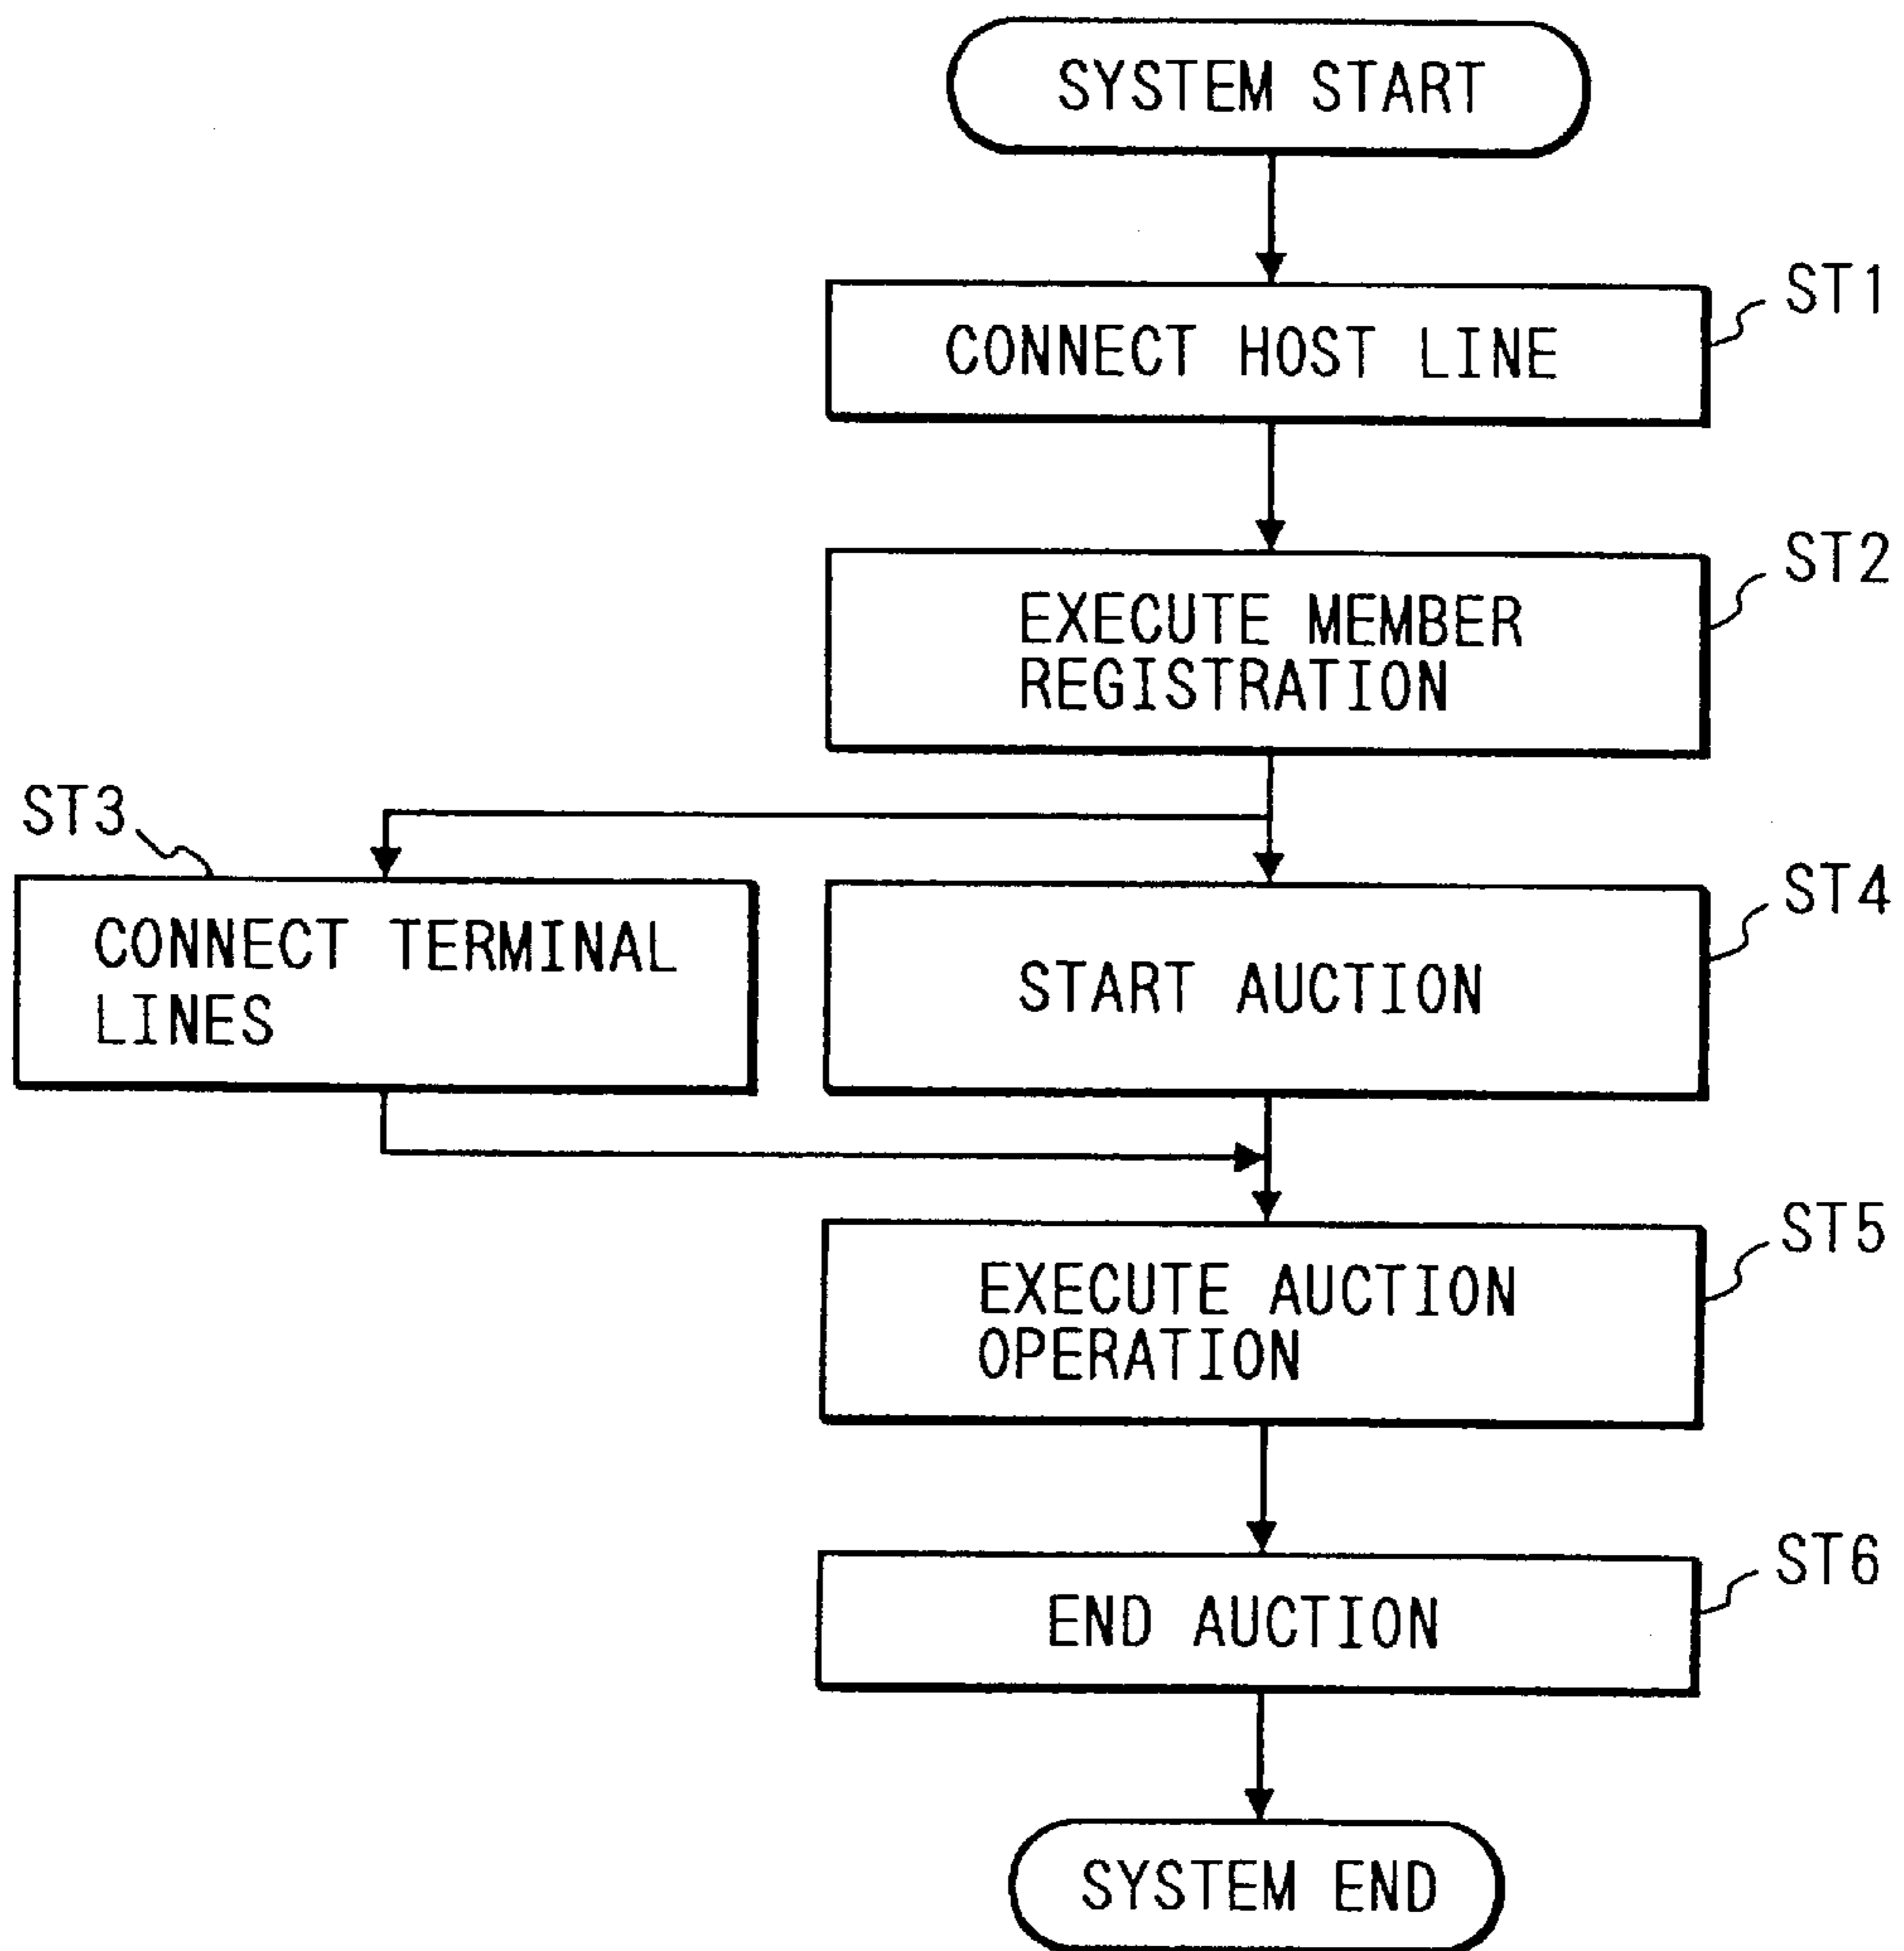 SYSTEM START
ST1
CONNECT HOST LINE
ST2
EXECUTE MEMBER
REGISTRATION
ST3
CONNECT TERMINAL
LINES
ST4
START AUCTION
ST5
EXECUTE AUCTION
OPERATION
ST6
END AUCTION
SYSTEM END